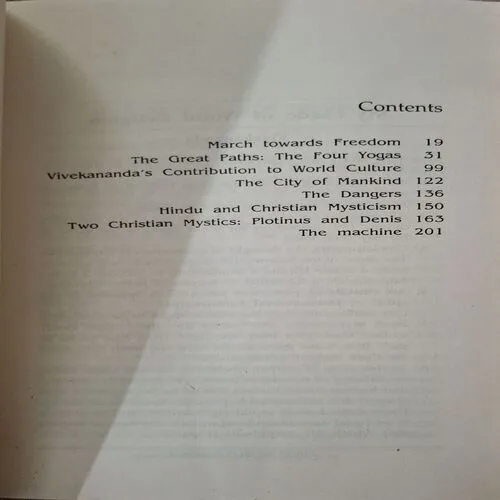 Contents
March towards Freedom 19
The Great Paths: The Four Yogas 31
Vivekananda's Contribution to World Culture 99
The City of Mankind 122
The Dangers 136
Hindu and Christian Mysticism 150
Two Christian Mystics: Plotinus and Denis 163
The machine 201